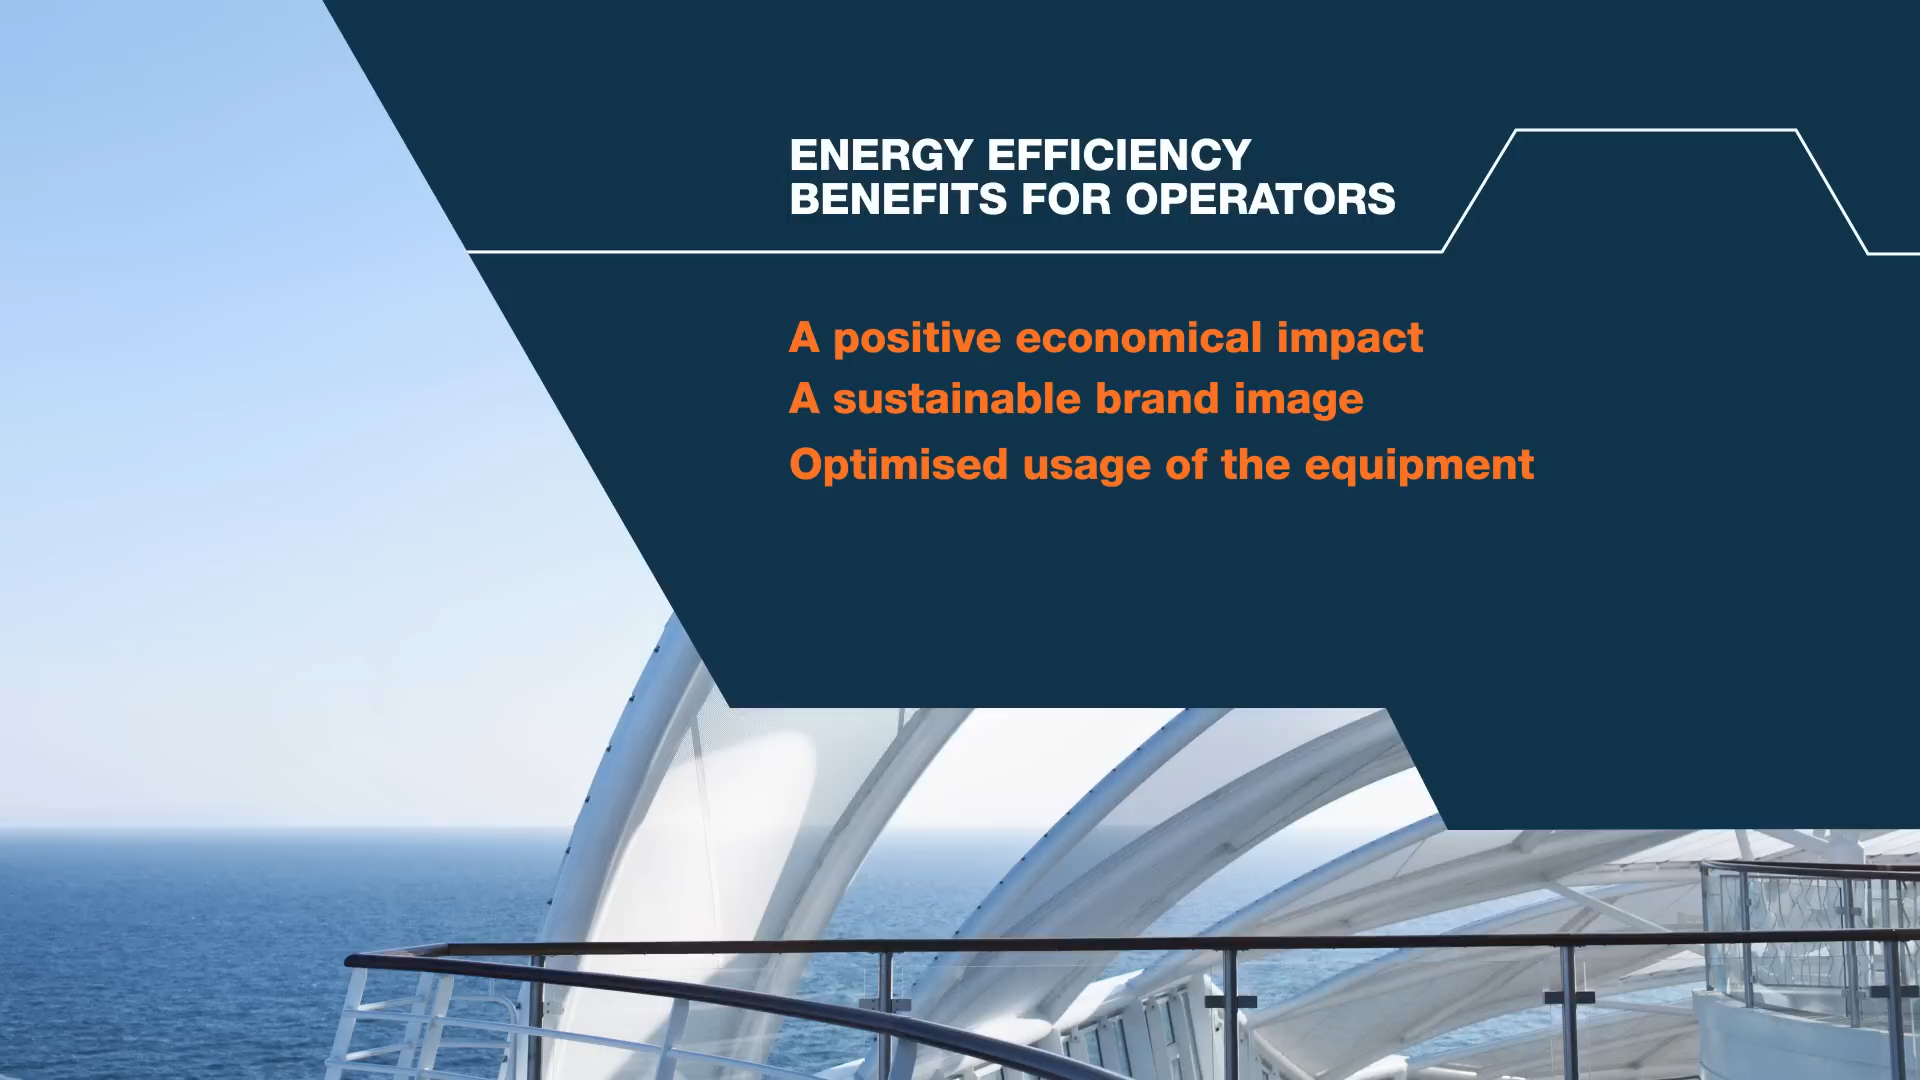 ENERGY EFFICIENCY
BENEFITS FOR OPERATORS
A positive economical impact
A sustainable brand image
Optimised usage of the equipment